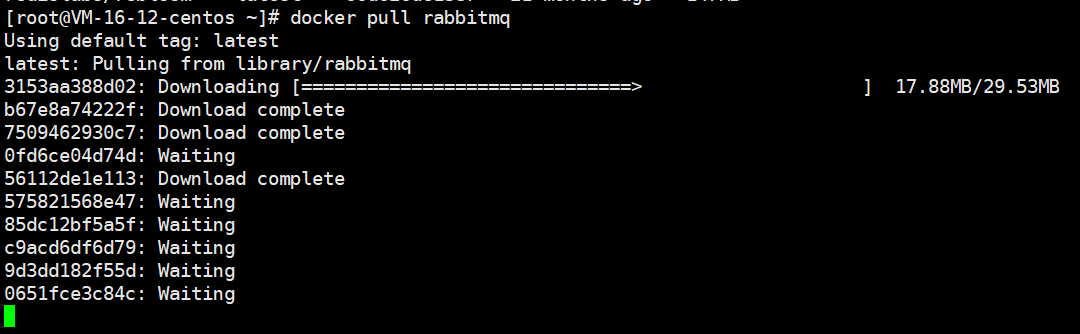 [root@VM-16-12-centos ~]# docker pull rabbitmq
Using default tag: latest
latest: Pulling from library/rabbitmq
3153aa388d02: Downloading [==============================>                    ]  17.88MB/29.53MB
b67e8a74222f: Download complete
7509462930c7: Download complete
0fd6ce04d74d: Waiting
56112de1e113: Download complete
575821568e47: Waiting
85dc12bf5a5f: Waiting
c9acd6df6d79: Waiting
9d3dd182f55d: Waiting
0651fce3c84c: Waiting